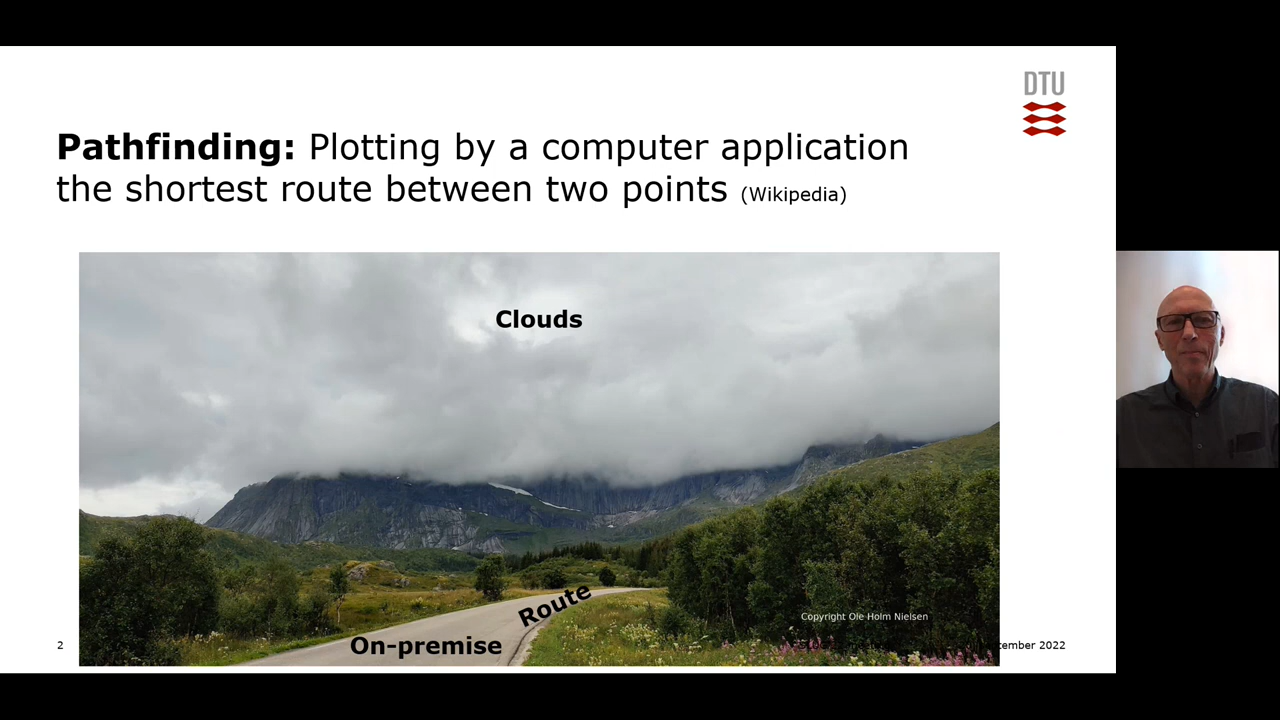 DTU
Pathfinding: Plotting by a computer application
the shortest route between two points (Wikipedia)
Clouds
Route
On-premise
Copyright Ole Holm Nielsen
2
2022